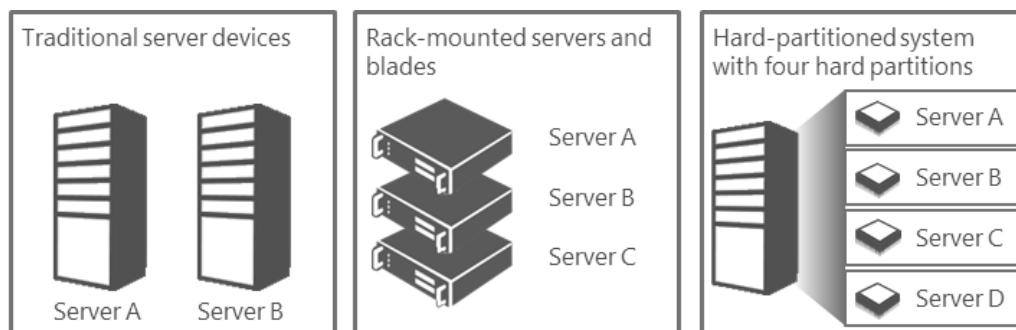 Traditional server devices
Server A
Server B
Rack-mounted servers and
blades
Server A
Server B
Server C
Hard-partitioned system
with four hard partitions
Server A
Server B
Server C
Server D